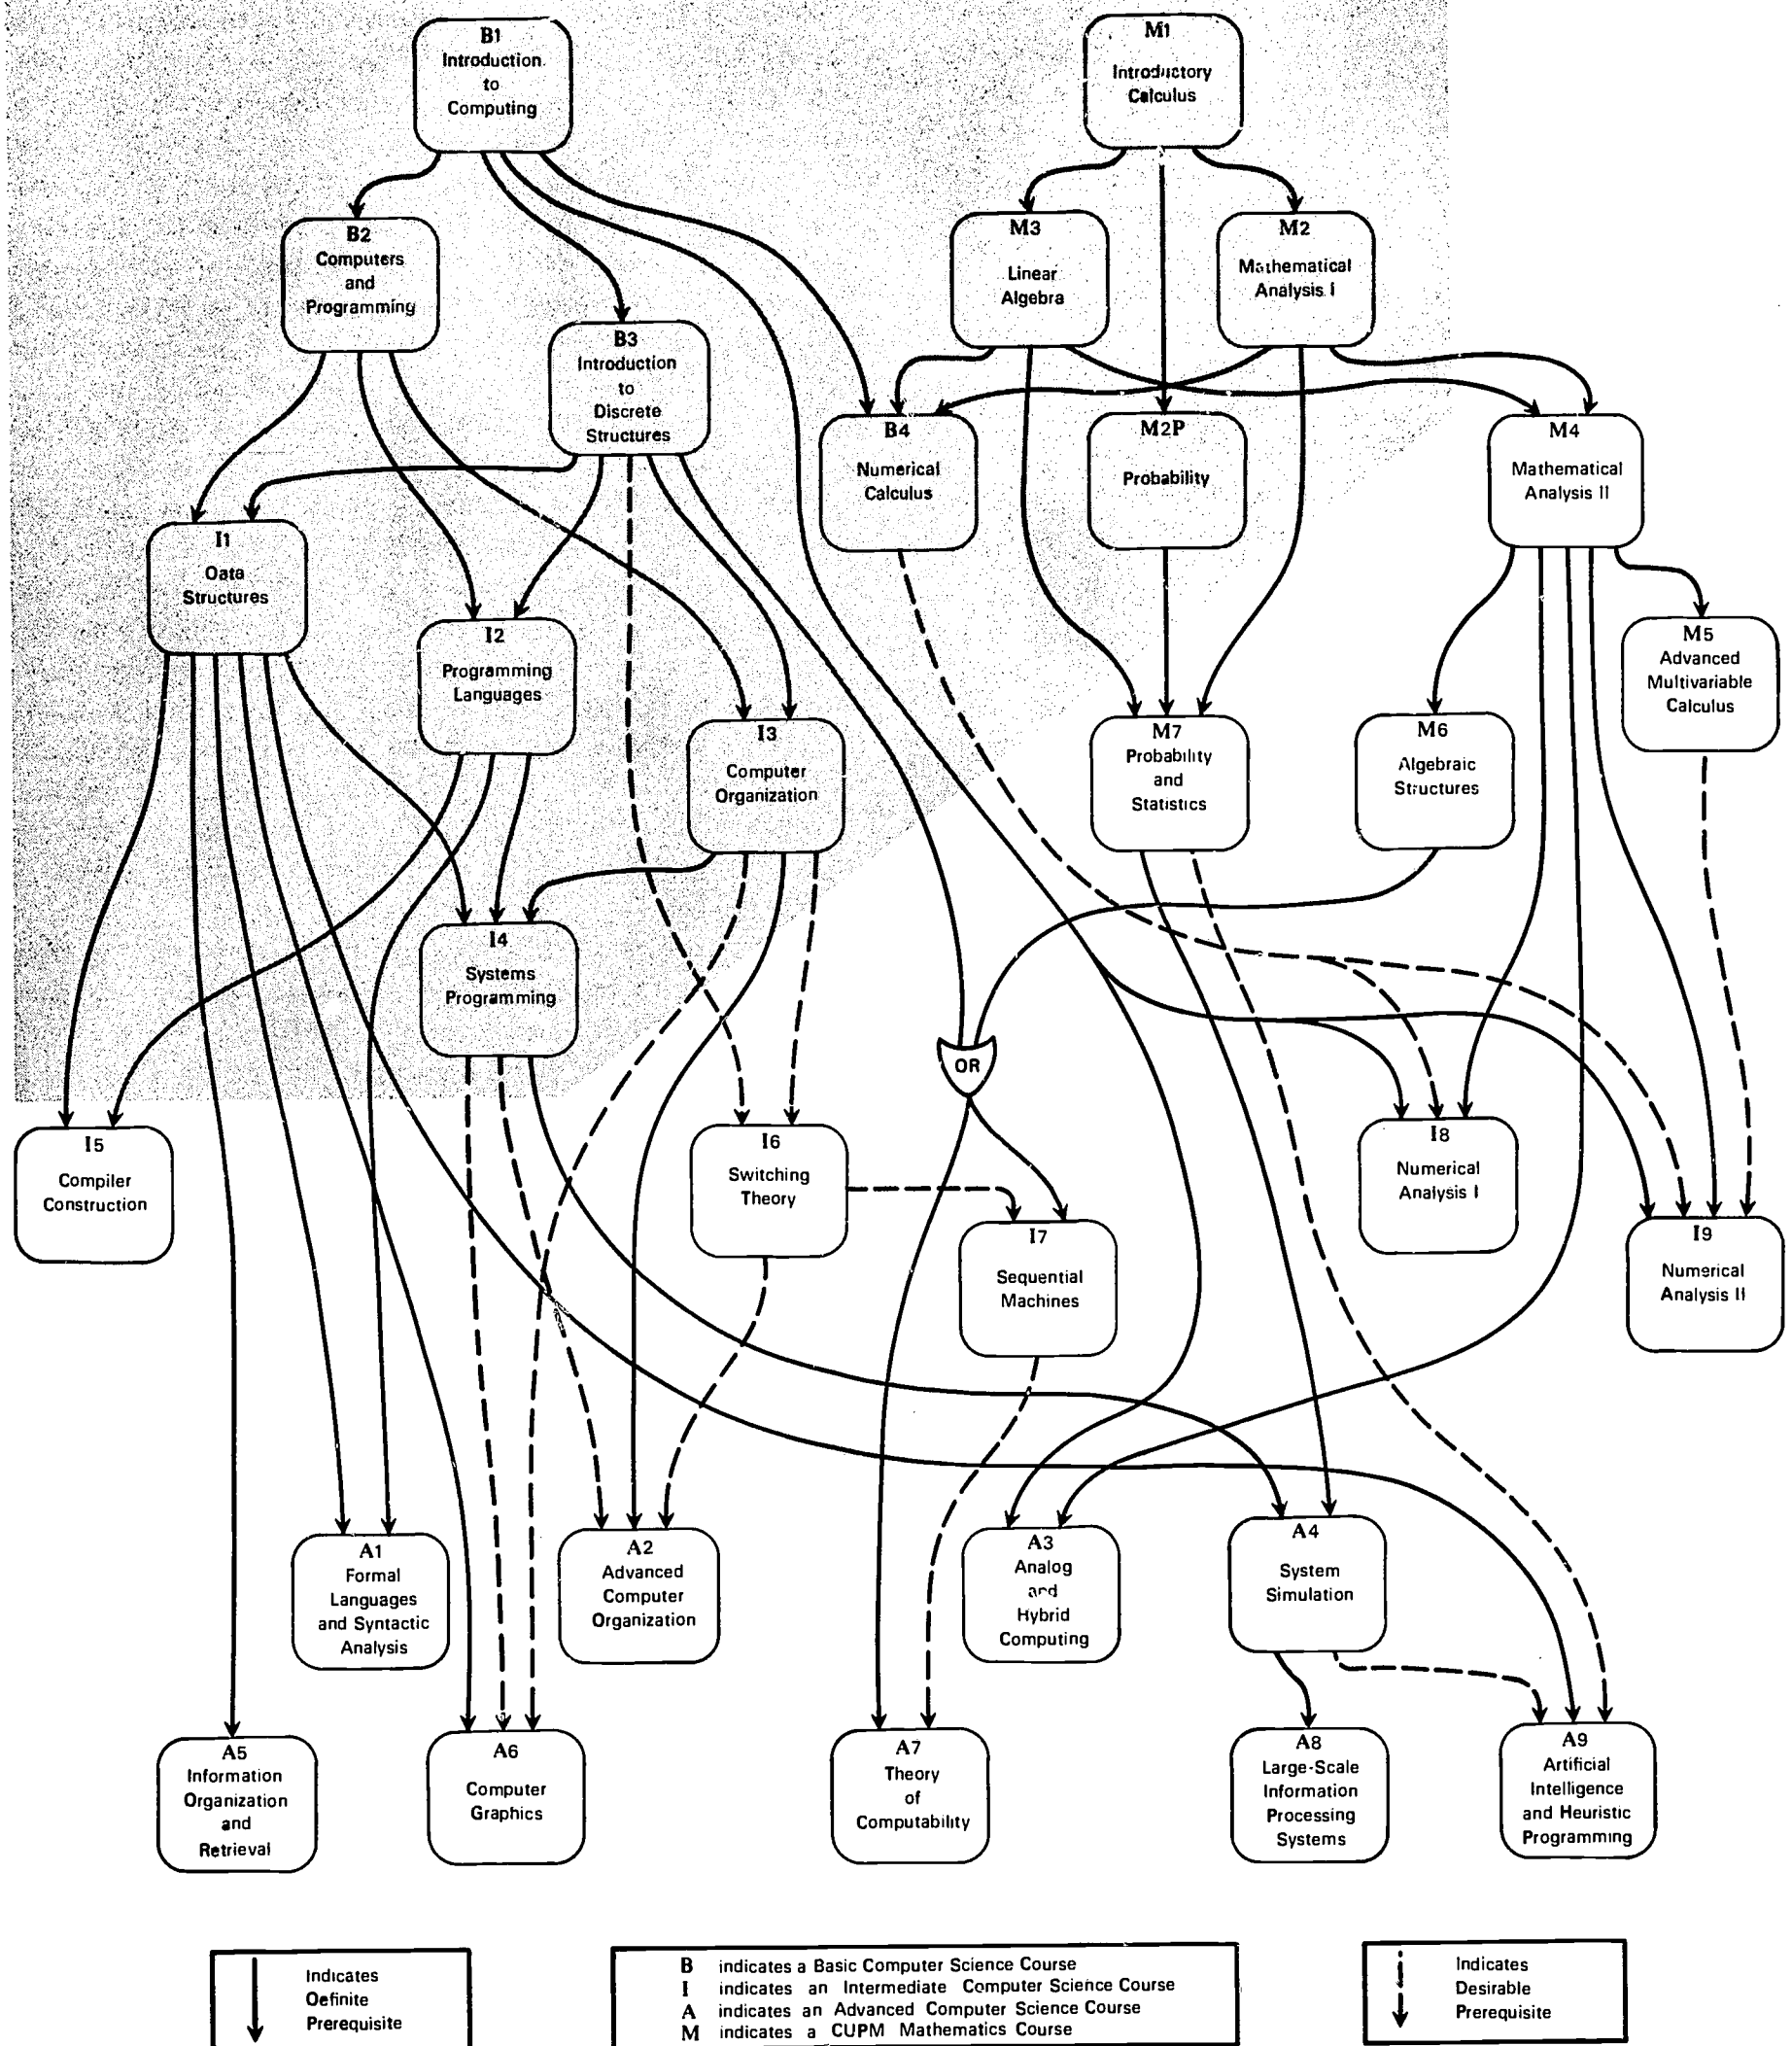 B1
Introduction
to
Computing
M1
Introductory
Calculus
B2
Computers
and
Programming
M3
Linear
Algebra
M2
Mathematical
Analysis I
B3
Introduction
to
Discrete
Structures
B4
Numerical
Calculus
M2P
Probability
M4
Mathematical
Analysis II
I1
Oata
Structures
I2
Programming
Languages
M5
Advanced
Multivariable
Calculus
I3
Computer
Organization
M7
Probability
and
Statistics
M6
Algebraic
Structures
I4
Systems
Programming
OR
I5
Compiler
Construction
I6
Switching
Theory
I8
Numerical
Analysis I
I7
Sequential
Machines
I9
Numerical
Analysis II
A1
Formal
Languages
and Syntactic
Analysis
A2
Advanced
Computer
Organization
A3
Analog
and
Hybrid
Computing
A4
System
Simulation
A5
Information
Organization
and
Retrieval
A6
Computer
Graphics
A7
Theory
of
Computability
A8
Large-Scale
Information
Processing
Systems
A9
Artificial
Intelligence
and Heuristic
Programming
Indicates
Oefinite
Prerequisite
B indicates a Basic Computer Science Course
I indicates an Intermediate Computer Science Course
A indicates an Advanced Computer Science Course
M indicates a CUPM Mathematics Course
Indicates
Desirable
Prerequisite